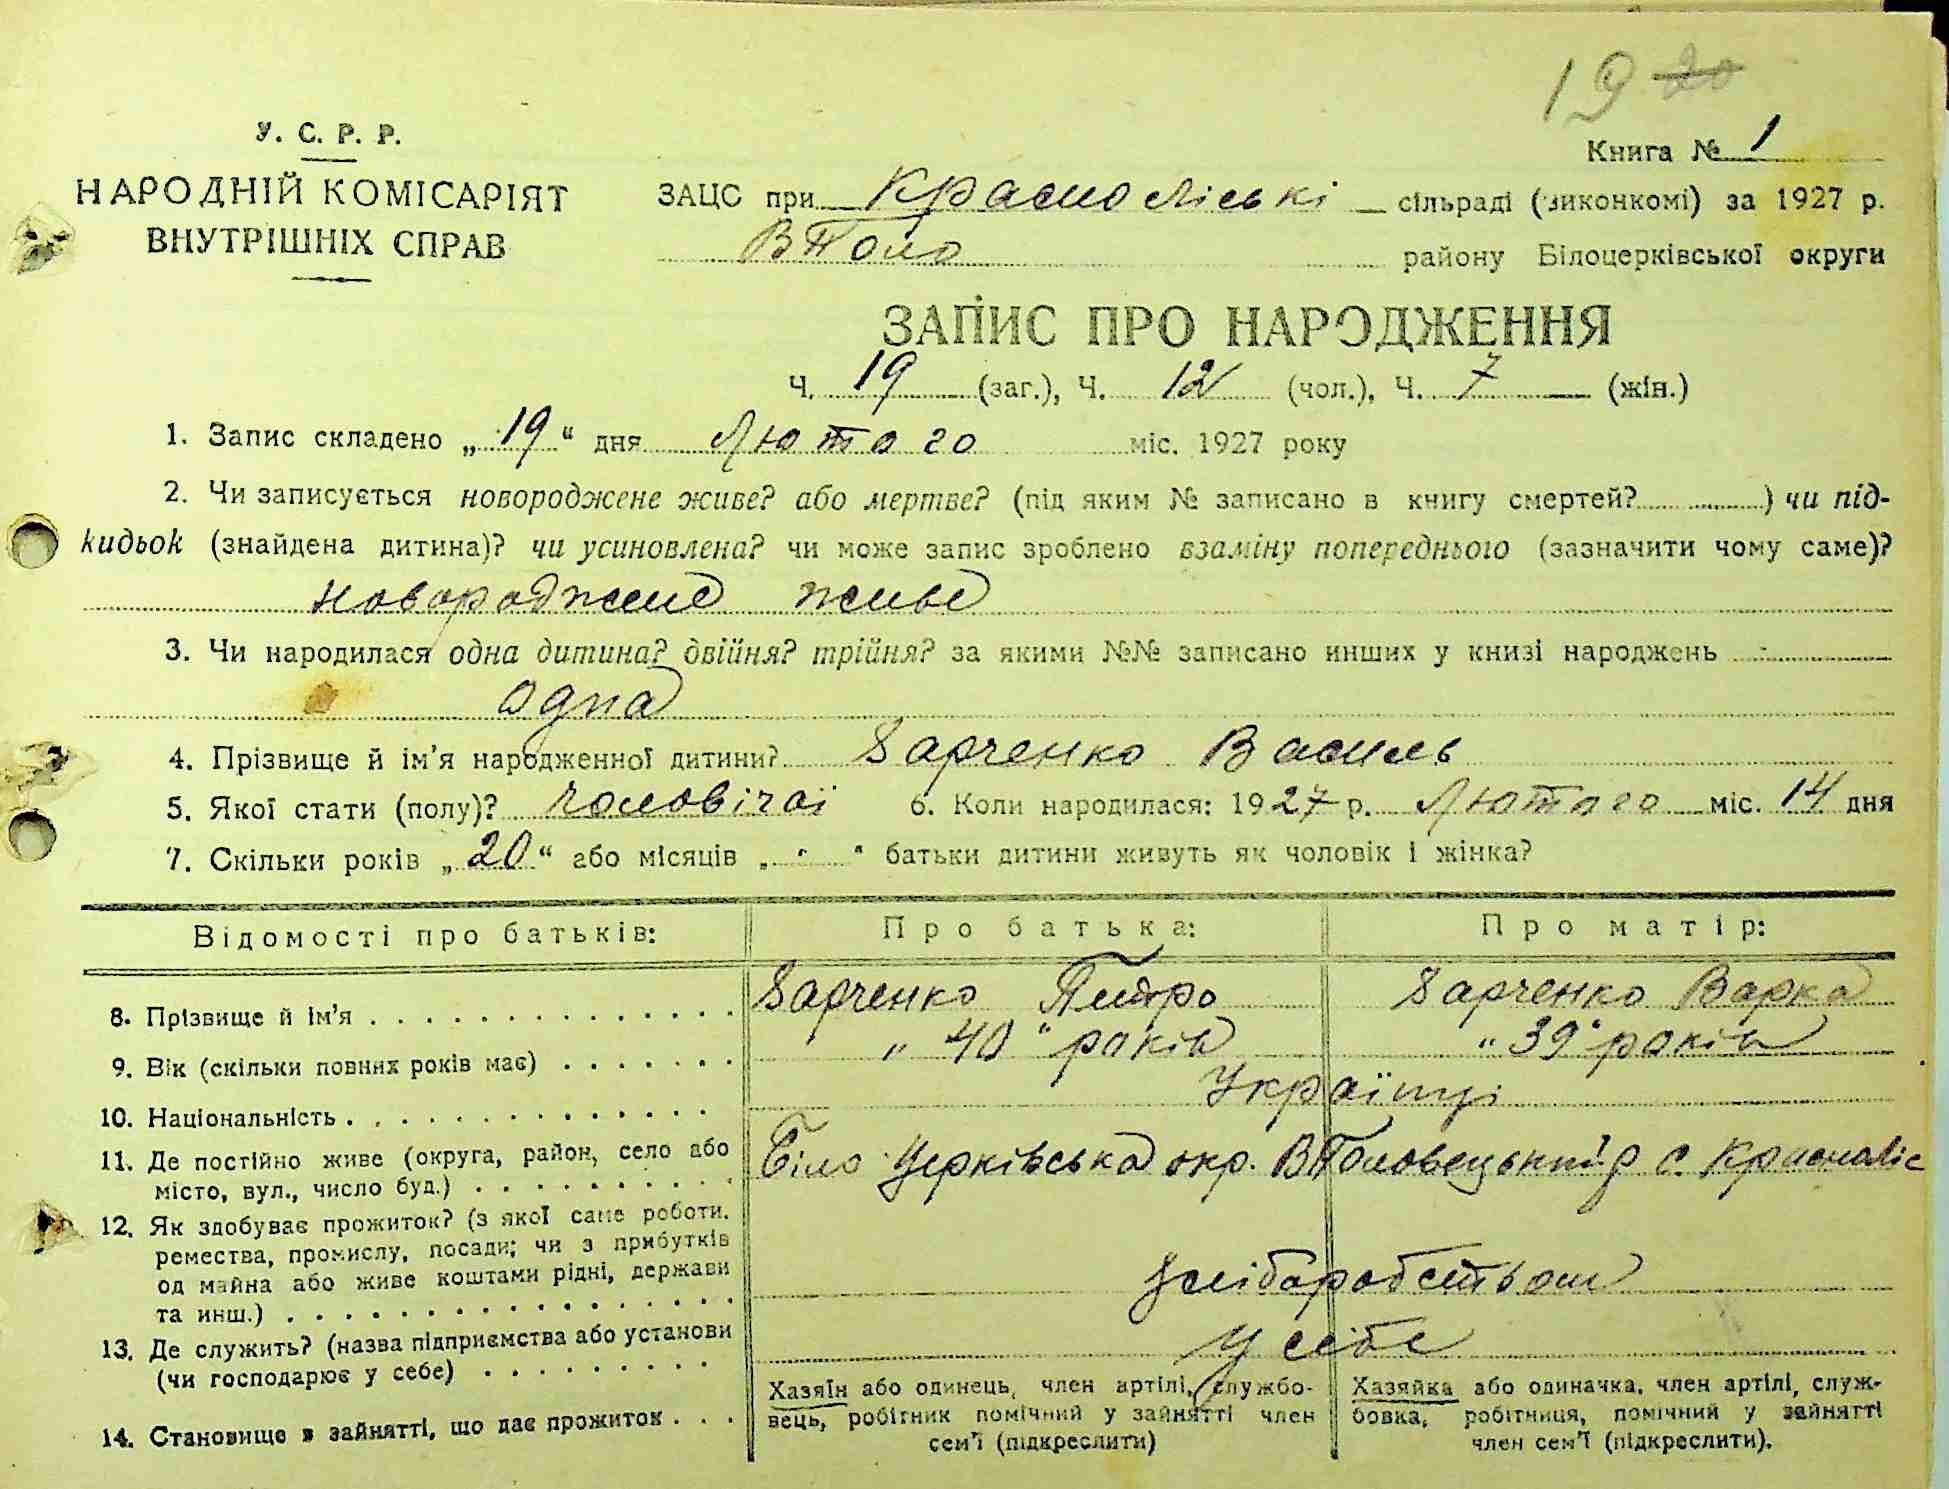 19 20
У. С. Р. Р.
Книга № 1
НАРОДНІЙ КОМІСАРІЯТ
ВНУТРІШНІХ СПРАВ
ЗАЦС при Красноліські сільраді (виконкомі) за 1927 р.
ВПоло району Білоцерківської округи
ЗАПИС ПРО НАРОДЖЕННЯ
Ч. 19 (заг.), Ч. 12 (чол.), Ч. 7 (жін.)
1. Запис складено „19“ дня Лютого міс. 1927 року
2. Чи записується новороджене живе? або мертве? (під яким № записано в книгу смертей? ) чи під-
кидьок (знайдена дитина)? чи усиновлена? чи може запис зроблено взаміну попереднього (зазначити чому саме)?
новороджене живе
3. Чи народилася одна дитина? двійня? трійня? за якими №№ записано инших у книзі народжень -
одна
4. Прізвище й ім'я народженної дитини? Зарченко Василь
5. Якої стати (полу)? чоловічої 6. Коли народилася: 1927 р. Лютого міс. 14 дня
7. Скільки років „20“ або місяців „-“ батьки дитини живуть як чоловік і жінка?
Відомості про батьків: Про батька: Про матір:
8. Прізвище й ім'я . . . . . . . . . . . . . . Зарченко Петро Зарченко Варка
9. Вік (скільки повних років має) . . . . . . . „40“ років „39“ років
10. Національність . . . . . . . . . . . . . . Українці
11. Де постійно живе (округа, район, село або
місто, вул., число буд.) . . . . . . . . . . Біло Церківська окр. ВПоловецький р с. Красноліс
12. Як здобуває прожиток? (з якої саме роботи,
ремества, промислу, посади; чи з прибутків
од майна або живе коштами рідні, держави
та инш.) . . . . . . . . . . . . . . . . . Хліборобством
13. Де служить? (назва підприємства або установи
(чи господарює у себе) . . . . . . . . . У себе
14. Становище в зайнятті, що дає прожиток . . .
Хазяїн або одинець, член артілі, службо-
вець, робітник помічний у зайнятті член
сем'ї (підкреслити)
Хазяйка або одиначка, член артілі, служ-
бовка, робітниця, помічний у зайнятті
член сем'ї (підкреслити).